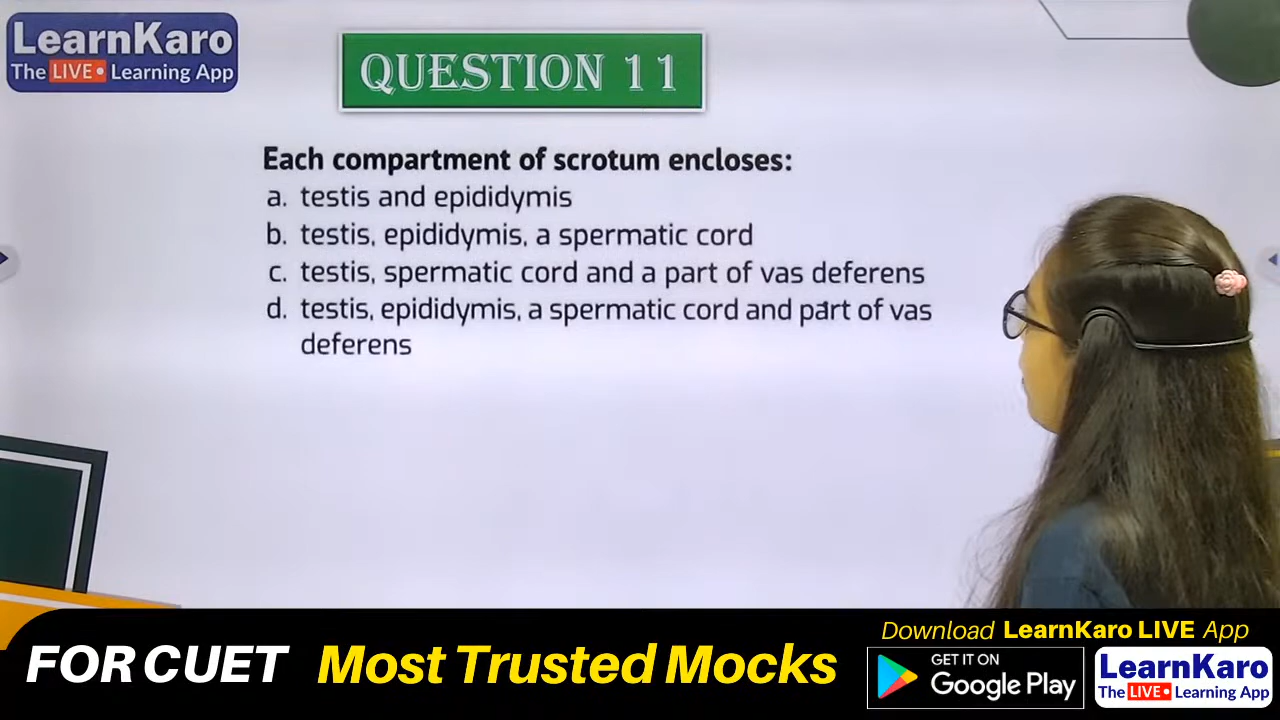 LearnKaro
The LIVE • Learning App
QUESTION 11
Each compartment of scrotum encloses:
a. testis and epididymis
b. testis, epididymis, a spermatic cord
c. testis, spermatic cord and a part of vas deferens
d. testis, epididymis, a spermatic cord and part of vas
deferens
FOR CUET Most Trusted Mocks
Download LearnKaro LIVE App
GET IT ON
Google Play
LearnKaro
The LIVE • Learning App